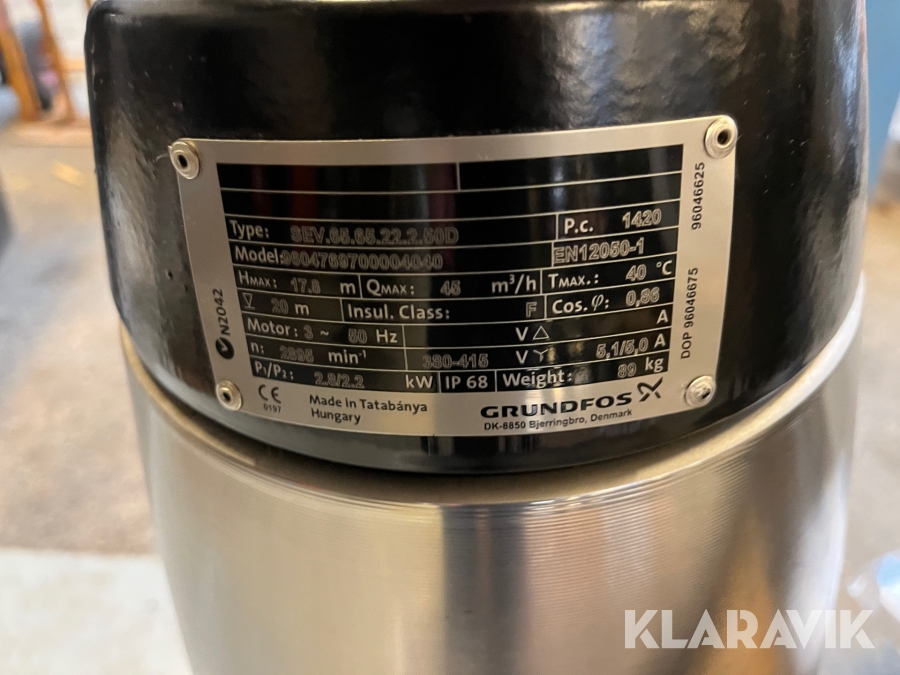 Type: SEV.65.65.22.2.50D P.c. 1420
Model: 9604769700004040 EN12050-1
HMAX: 17.8 m QMAX: 45 m³/h TMAX.: 40 °C
20 m Insul. Class: F Cos. φ: 0,86
Motor: 3 ~ 50 Hz V △ A
n: 2895 min⁻¹ 380-415 V Y 5,1/5,0 A
P₁/P₂: 2.8/2.2 kW IP 68 Weight: 89 kg
CE
0197
Made in Tatabánya
Hungary
GRUNDFOS X
DK-8850 Bjerringbro, Denmark
N2042
96046625
DOP 96046675
KLARAVIK